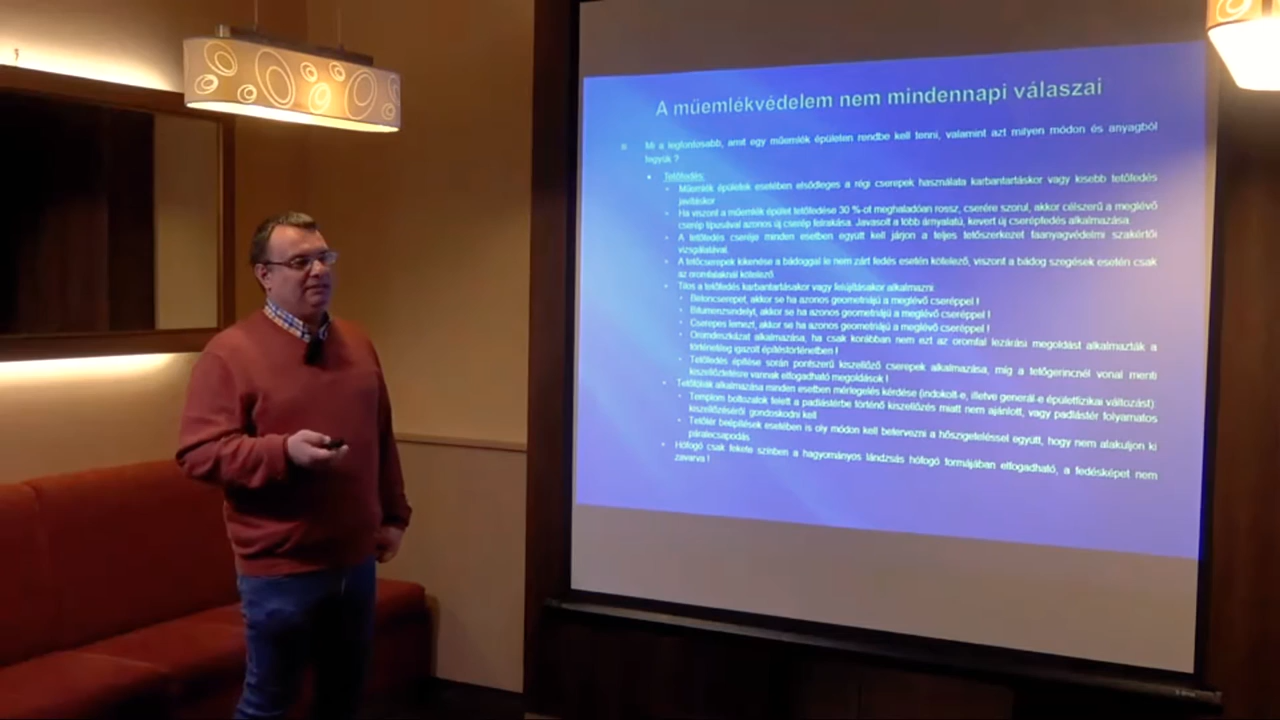 A műemlékvédelem nem mindennapi válaszai
Mi a legfontosabb, amit egy műemlék épületen rendbe kell tenni, valamint azt milyen módon és anyagból
tegyük ?
Tetőfedés:
Műemlék épületek esetében elsődleges a régi cserepek használata karbantartáskor vagy kisebb tetőfedés
javításkor
Ha viszont a műemlék épület tetőfedése 30 %-ot meghaladóan rossz, cserére szorul, akkor célszerű a meglévő
cserép típusával azonos új cserép felrakása. Javasolt a több árnyalatú, kevert új cserépfedés alkalmazása.
A tetőfedés cseréje minden esetben együtt kell járjon a teljes tetőszerkezet faanyagvédelmi szakértői
vizsgálatával.
A tetőcserepek kikenése a bádoggal le nem zárt fedés esetén kötelező, viszont a bádog szegések esetén csak
az oromfalaknál kötelező
Tilos a tetőfedés karbantartásakor vagy felújításakor alkalmazni:
Betoncserepet, akkor se ha azonos geometriájú a meglévő cseréppel !
Bitumenzsindelyt, akkor se ha azonos geometriájú a meglévő cseréppel !
Cserepes lemezt, akkor se ha azonos geometriájú a meglévő cseréppel !
Oromdeszkázat alkalmazása, ha csak korábban nem ezt az oromfal lezárási megoldást alkalmazták a
történetileg igazolt építéstörténetben !
Tetőfedés építése során pontszerű kiszellőző cserepek alkalmazása, míg a tetőgerincnél vonal menti
kiszellőztetésre vannak elfogadható megoldások !
Tetőfóliák alkalmazása minden esetben mérlegelés kérdése (indokolt-e, illetve generál-e épületfizikai változást)
Templom boltozatok felett a padlástérbe történő kiszellőzés miatt nem ajánlott, vagy padlástér folyamatos
kiszellőzéséről gondoskodni kell
Tetőtér beépítések esetében is oly módon kell betervezni a hőszigeteléssel együtt, hogy nem alakuljon ki
páralecsapódás
Hófogó csak fekete színben a hagyományos lándzsás hófogó formájában elfogadható, a fedésképet nem
zavarva !